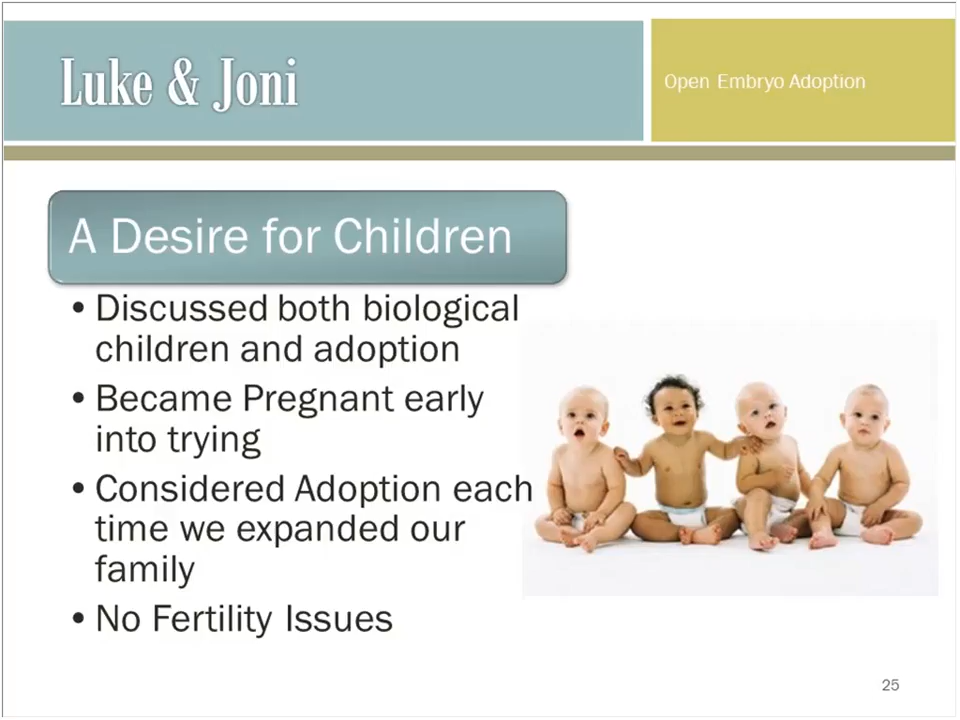 Luke & Joni
Open Embryo Adoption
A Desire for Children
• Discussed both biological
children and adoption
• Became Pregnant early
into trying
• Considered Adoption each
time we expanded our
family
• No Fertility Issues
25